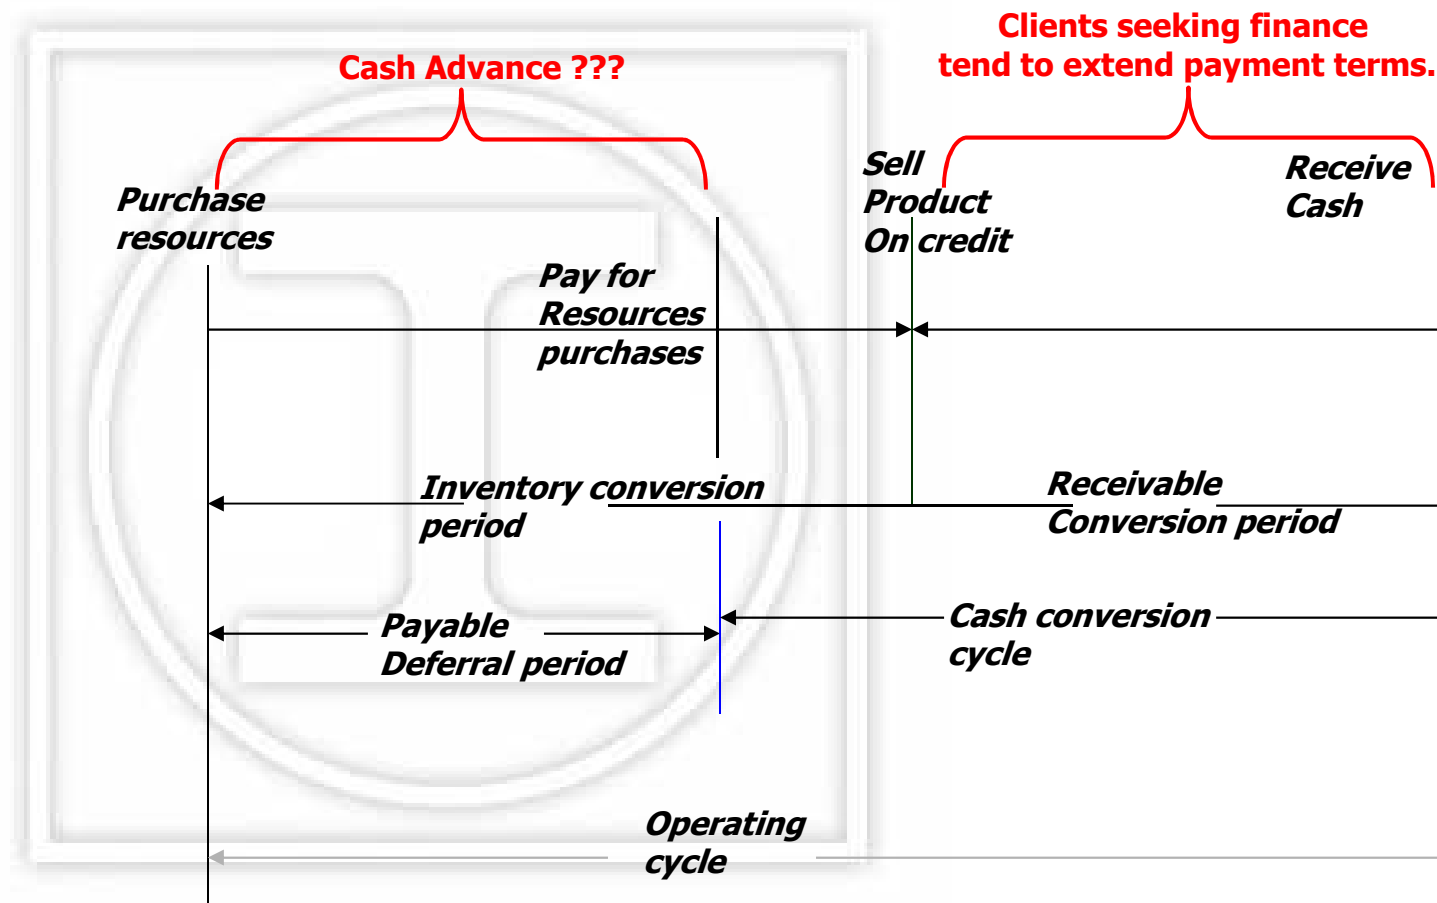 Clients seeking finance
tend to extend payment terms.
Cash Advance ???
Sell
Product
On credit
Receive
Cash
Purchase
resources
Pay for
Resources
purchases
Inventory conversion
period
Receivable
Conversion period
Payable
Deferral period
Cash conversion
cycle
Operating
cycle